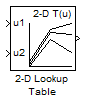 2-D T(u)
u1
u2
2-D Lookup
Table